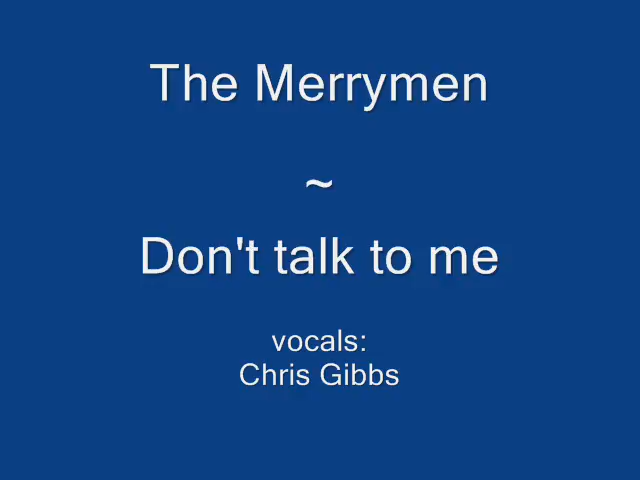 The Merrymen
~
Don't talk to me
vocals:
Chris Gibbs